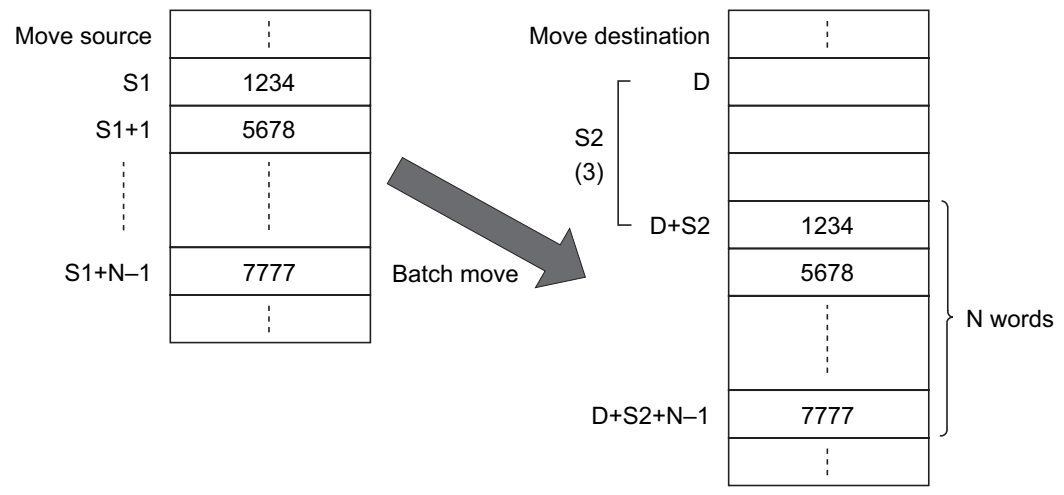 Move source
S1 1234
S1+1 5678
S1+N–1 7777
Batch move
Move destination
D
S2
(3)
D+S2 1234
5678
N words
D+S2+N–1 7777